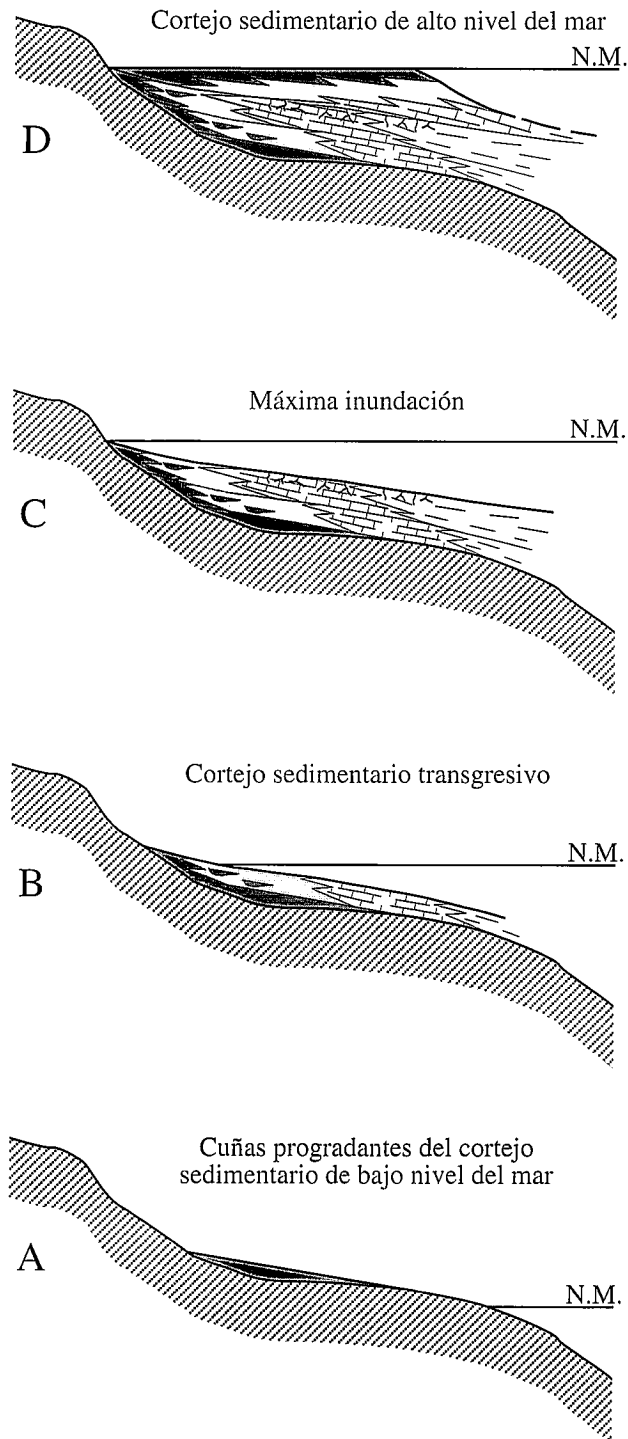 Cortejo sedimentario de alto nivel del mar
N.M.
D
Máxima inundación
N.M.
C
Cortejo sedimentario transgresivo
N.M.
B
Cuñas progradantes del cortejo
sedimentario de bajo nivel del mar
A
N.M.